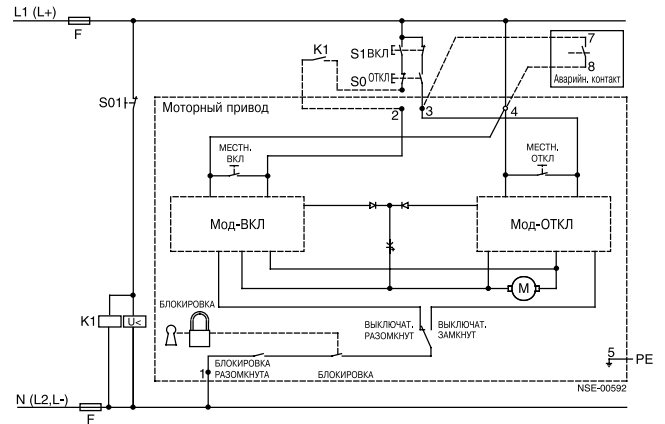 L1 (L+)
F
K1
S1 ВКЛ
S0 ОТКЛ
7
8
Аварийн. контакт
S01
Моторный привод
2
3
4
МЕСТН.
ВКЛ
МЕСТН.
ОТКЛ
Мод-ВКЛ
Мод-ОТКЛ
M
БЛОКИРОВКА
K1
U<
ВЫКЛЮЧАТ.
РАЗОМКНУТ
ВЫКЛЮЧАТ.
ЗАМКНУТ
5
PE
1
БЛОКИРОВКА
РАЗОМКНУТА
БЛОКИРОВКА
NSE-00592
N (L2,L-)
F